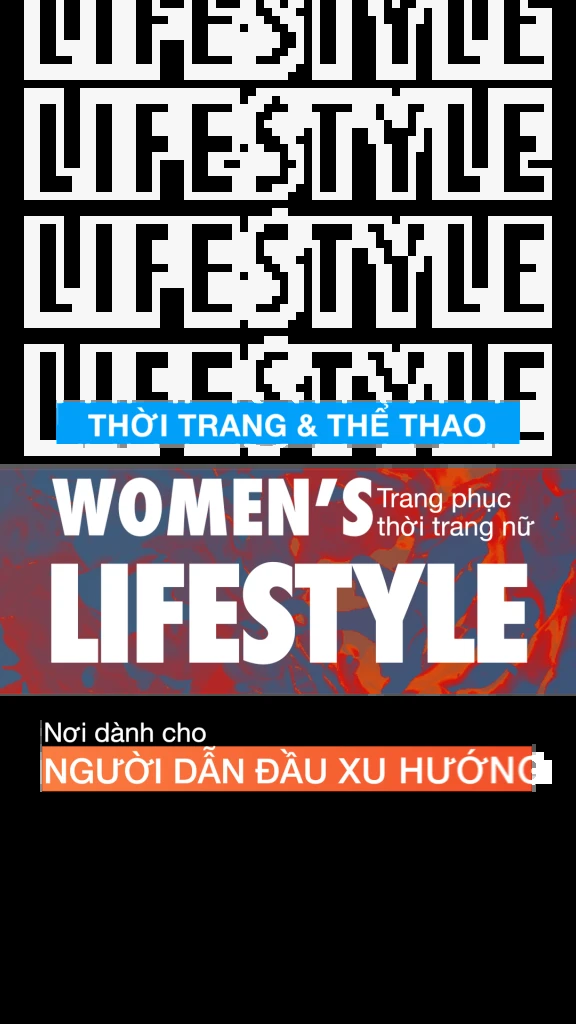 LIFESTYLE
LIFESTYLE
LIFESTYLE
LIFESTYLE
THỜI TRANG & THỂ THAO
WOMEN'S
Trang phục
thời trang nữ
LIFESTYLE
Nơi dành cho
NGƯỜI DẪN ĐẦU XU HƯỚNG